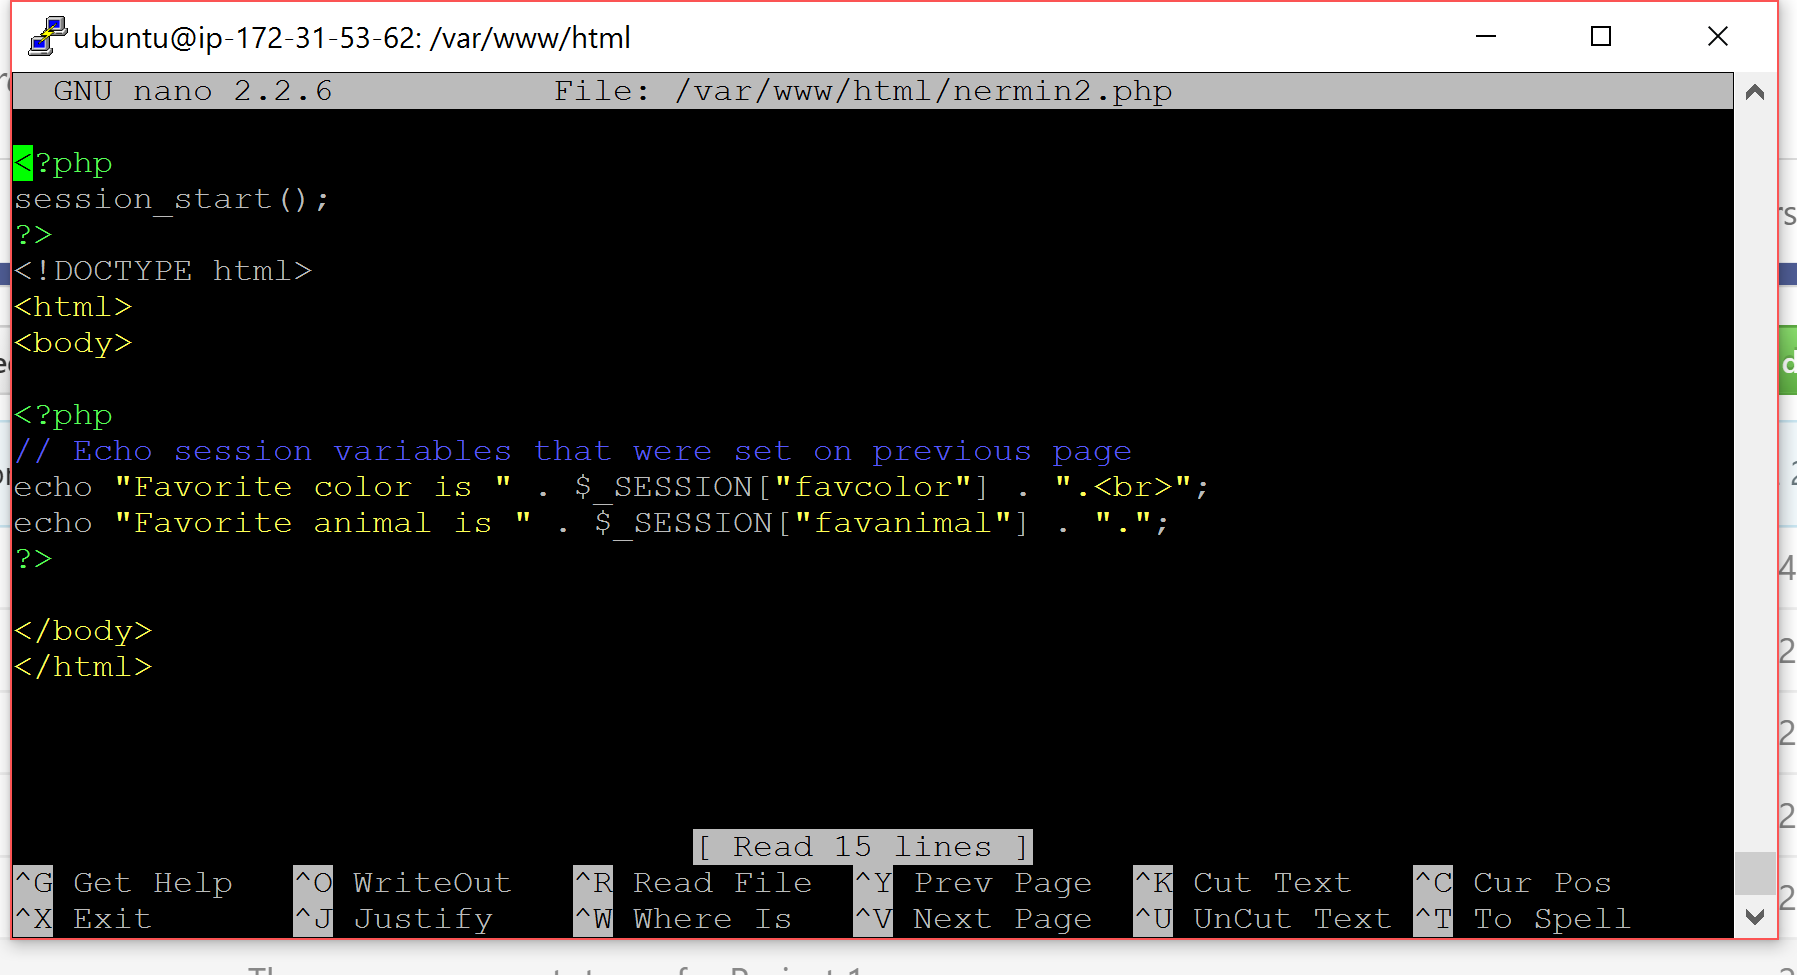 ubuntu@ip-172-31-53-62: /var/www/html
GNU nano 2.2.6 File: /var/www/html/nermin2.php
<?php
session_start();
?>
<!DOCTYPE html>
<html>
<body>
<?php
// Echo session variables that were set on previous page
echo "Favorite color is " . $_SESSION["favcolor"] . ".<br>";
echo "Favorite animal is " . $_SESSION["favanimal"] . ".";
?>
</body>
</html>
[ Read 15 lines ]
^G Get Help ^O WriteOut ^R Read File ^Y Prev Page ^K Cut Text ^C Cur Pos
^X Exit ^J Justify ^W Where Is ^V Next Page ^U UnCut Text ^T To Spell